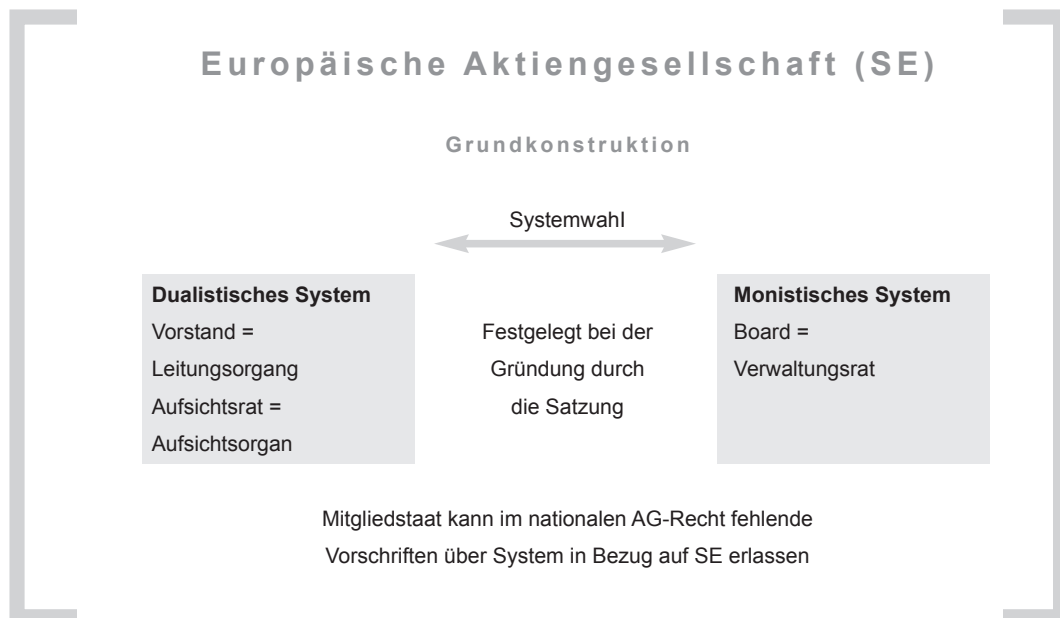 Europäische Aktiengesellschaft (SE)
Grundkonstruktion
Systemwahl
Dualistisches System
Vorstand =
Leitungsorgang
Aufsichtsrat =
Aufsichtsorgan
Festgelegt bei der
Gründung durch
die Satzung
Monistisches System
Board =
Verwaltungsrat
Mitgliedstaat kann im nationalen AG-Recht fehlende
Vorschriften über System in Bezug auf SE erlassen